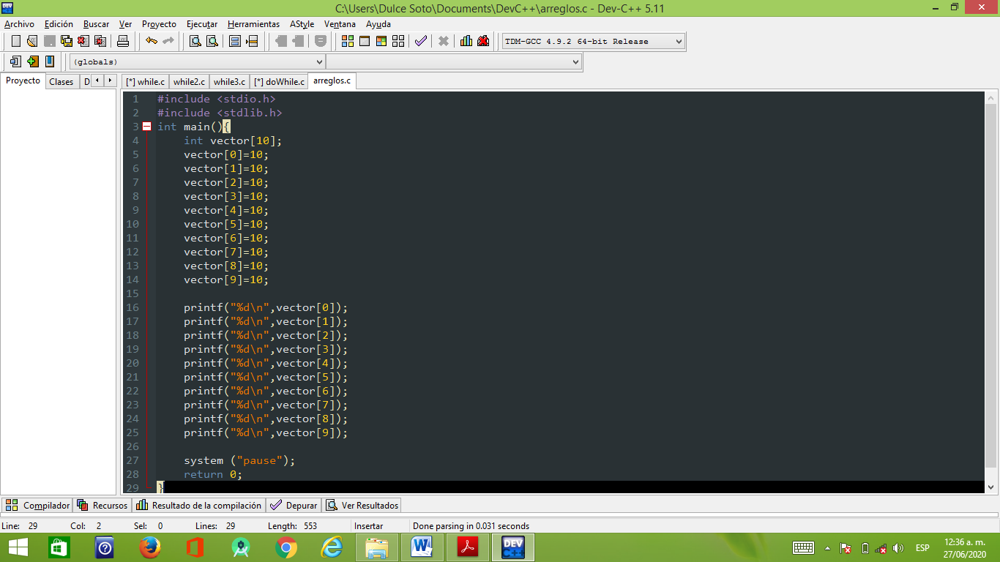 C:\Users\Dulce Soto\Documents\DevC++\arreglos.c - Dev-C++ 5.11
Archivo Edición Buscar Ver Proyecto Ejecutar Herramientas AStyle Ventana Ayuda
TDM-GCC 4.9.2 64-bit Release
(globals)
Proyecto Clases D [*] while.c while2.c while3.c [*] doWhile.c arreglos.c
1 #include <stdio.h>
2 #include <stdlib.h>
3 int main(){
4 int vector[10];
5 vector[0]=10;
6 vector[1]=10;
7 vector[2]=10;
8 vector[3]=10;
9 vector[4]=10;
10 vector[5]=10;
11 vector[6]=10;
12 vector[7]=10;
13 vector[8]=10;
14 vector[9]=10;
15
16 printf("%d\n",vector[0]);
17 printf("%d\n",vector[1]);
18 printf("%d\n",vector[2]);
19 printf("%d\n",vector[3]);
20 printf("%d\n",vector[4]);
21 printf("%d\n",vector[5]);
22 printf("%d\n",vector[6]);
23 printf("%d\n",vector[7]);
24 printf("%d\n",vector[8]);
25 printf("%d\n",vector[9]);
26
27 system ("pause");
28 return 0;
29 }
Compilador Recursos Resultado de la compilación Depurar Ver Resultados
Line: 29 Col: 2 Sel: 0 Lines: 29 Length: 553 Insertar Done parsing in 0.031 seconds
DEV C++
ESP
12:36 a. m.
27/06/2020